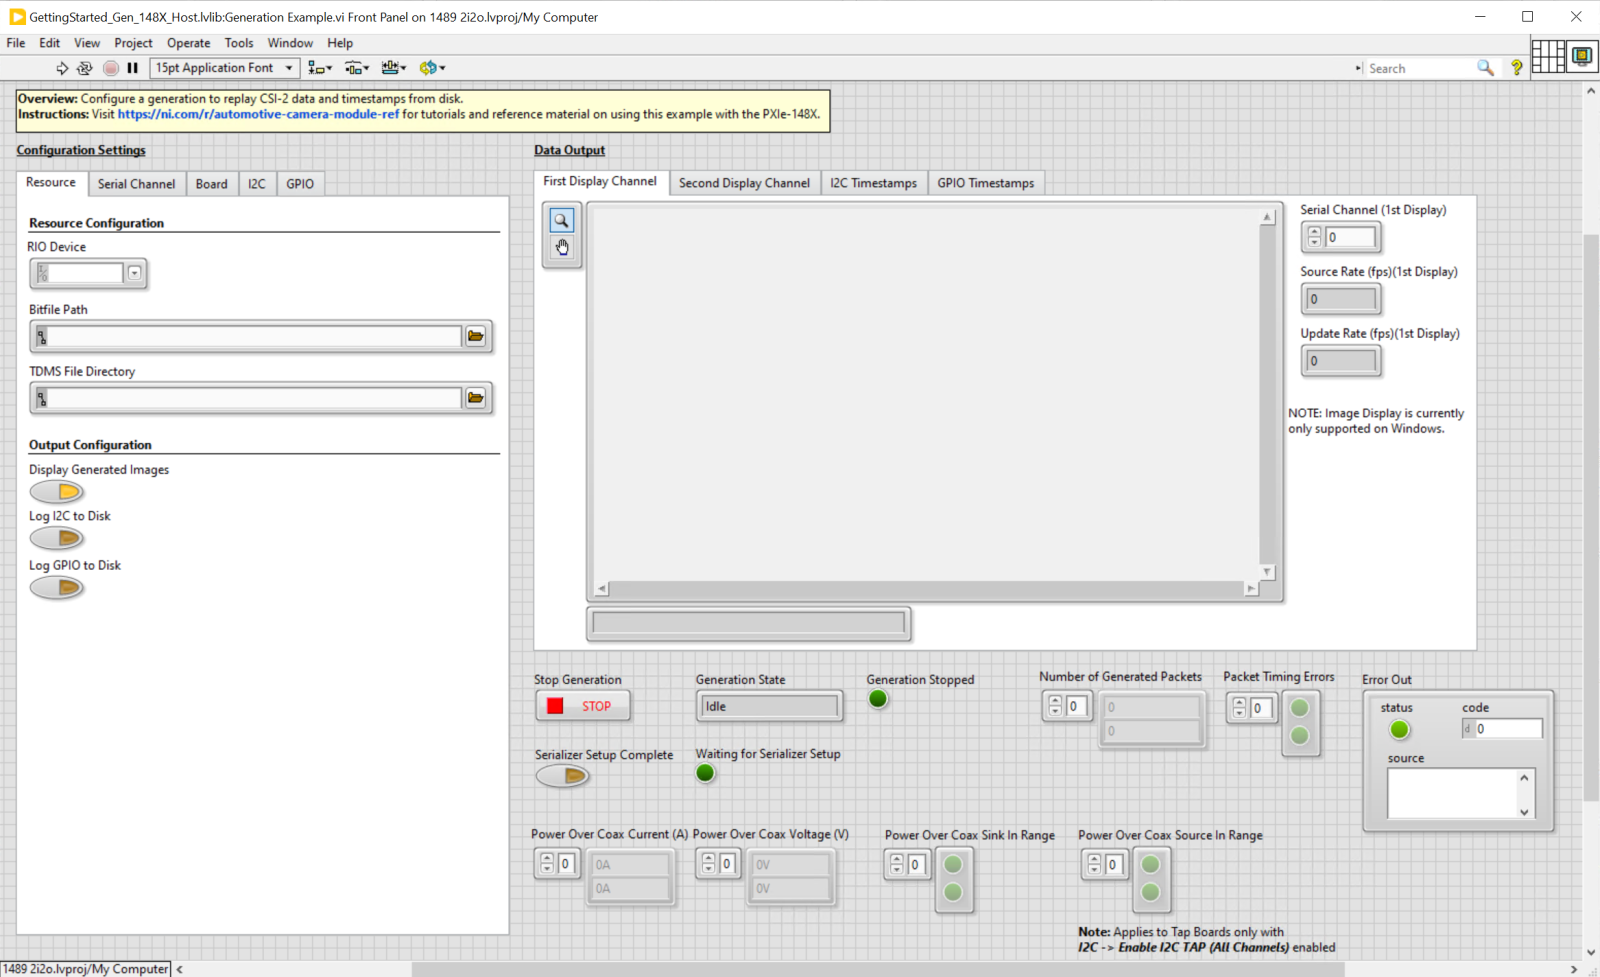 GettingStarted_Gen_148X_Host.lvlib:Generation Example.vi Front Panel on 1489 2i2o.lvproj/My Computer
File Edit View Project Operate Tools Window Help
15pt Application Font
Search
Overview: Configure a generation to replay CSI-2 data and timestamps from disk.
Instructions: Visit https://ni.com/r/automotive-camera-module-ref for tutorials and reference material on using this example with the PXIe-148X.
Configuration Settings
Resource Serial Channel Board I2C GPIO
Resource Configuration
RIO Device
Bitfile Path
TDMS File Directory
Output Configuration
Display Generated Images
Log I2C to Disk
Log GPIO to Disk
Data Output
First Display Channel Second Display Channel I2C Timestamps GPIO Timestamps
Serial Channel (1st Display)
0
Source Rate (fps)(1st Display)
0
Update Rate (fps)(1st Display)
0
NOTE: Image Display is currently
only supported on Windows.
Stop Generation
STOP
Generation State
Idle
Generation Stopped
Number of Generated Packets
0
0
0
Packet Timing Errors
0
Error Out
status
code
d 0
source
Serializer Setup Complete
Waiting for Serializer Setup
Power Over Coax Current (A)
0
0A
0A
Power Over Coax Voltage (V)
0
0V
0V
Power Over Coax Sink In Range
0
Power Over Coax Source In Range
0
Note: Applies to Tap Boards only with
I2C -> Enable I2C TAP (All Channels) enabled
1489 2i2o.lvproj/My Computer